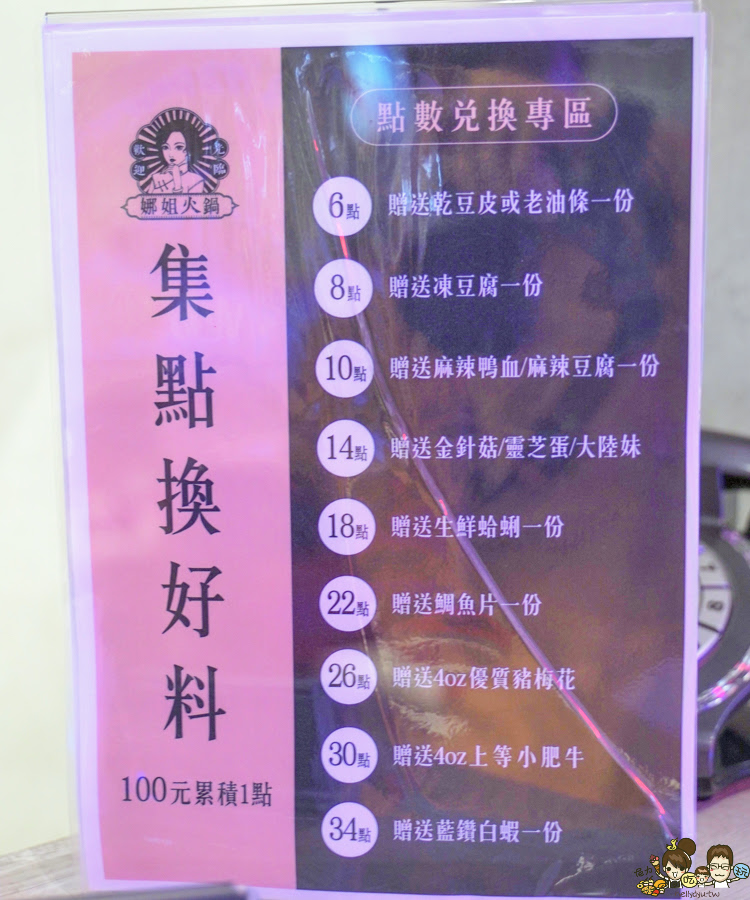 歡迎
光臨
娜姐火鍋
集點換好料
100元累積1點
點數兌換專區
6點 贈送乾豆皮或老油條一份
8點 贈送凍豆腐一份
10點 贈送麻辣鴨血/麻辣豆腐一份
14點 贈送金針菇/靈芝蛋/大陸妹
18點 贈送生鮮蛤蜊一份
22點 贈送鯛魚片一份
26點 贈送4oz優質豬梅花
30點 贈送4oz上等小肥牛
34點 贈送藍鑽白蝦一份